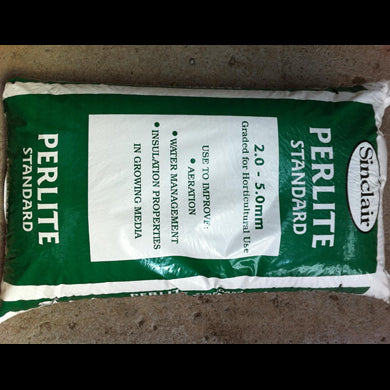 Sinclair
PERLITE
STANDARD
2.0 - 5.0mm
Graded for Horticultural Use
USE TO IMPROVE:
• AERATION
• WATER MANAGEMENT
• INSULATION PROPERTIES
IN GROWING MEDIA
PERLITE
STANDARD
PERLITE